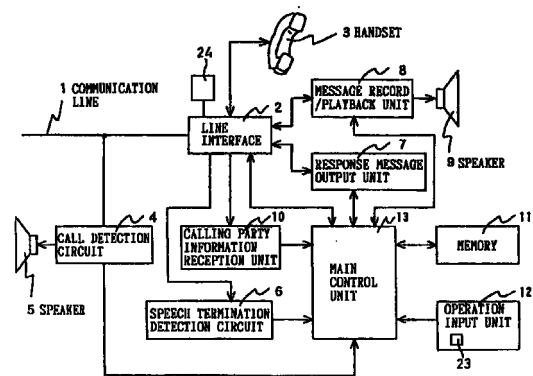 3 HANDSET
24
1 COMMUNICATION
LINE
2
LINE
INTERFACE
8
MESSAGE RECORD
/PLAYBACK UNIT
9 SPEAKER
7
RESPONSE MESSAGE
OUTPUT UNIT
4
CALL DETECTION
CIRCUIT
5 SPEAKER
10
CALLING PARTY
INFORMATION
RECEPTION UNIT
13
MAIN
CONTROL
UNIT
11
MEMORY
6
SPEECH TERMINATION
DETECTION CIRCUIT
12
OPERATION
INPUT UNIT
23